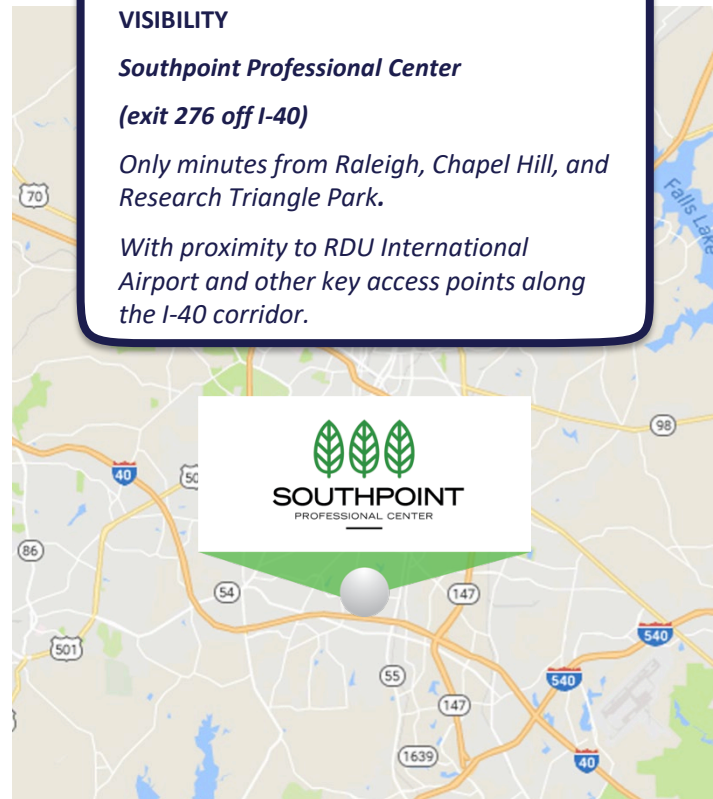 VISIBILITY
Southpoint Professional Center
(exit 276 off I-40)
Only minutes from Raleigh, Chapel Hill, and
Research Triangle Park.
With proximity to RDU International
Airport and other key access points along
the I-40 corridor.
70
Falls Lake
98
SOUTHPOINT
PROFESSIONAL CENTER
40
50
86
54
147
501
540
55
540
147
1639
40